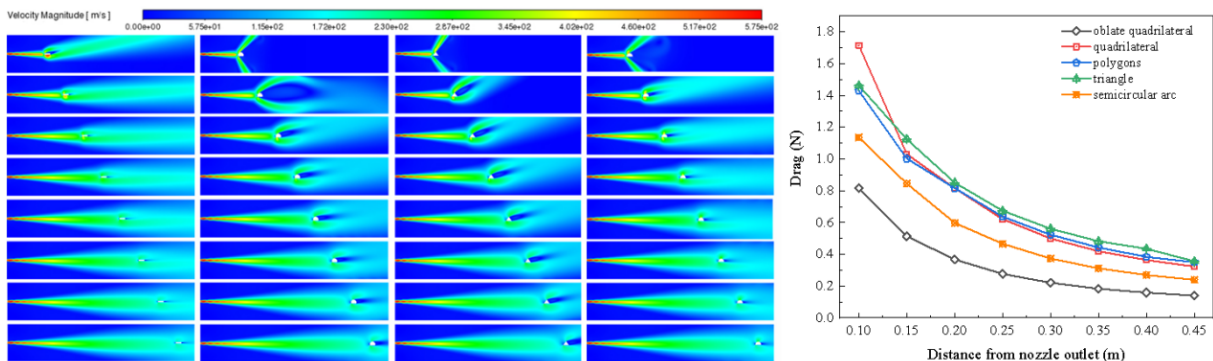 Velocity Magnitude [ m/s ]
0.00e+00 5.75e+01 1.15e+02 1.72e+02 2.30e+02 2.87e+02 3.45e+02 4.02e+02 4.60e+02 5.17e+02 5.75e+02
oblate quadrilateral
quadrilateral
polygons
triangle
semicircular arc
Drag (N)
1.8
1.6
1.4
1.2
1.0
0.8
0.6
0.4
0.2
0.0
0.10 0.15 0.20 0.25 0.30 0.35 0.40 0.45
Distance from nozzle outlet (m)